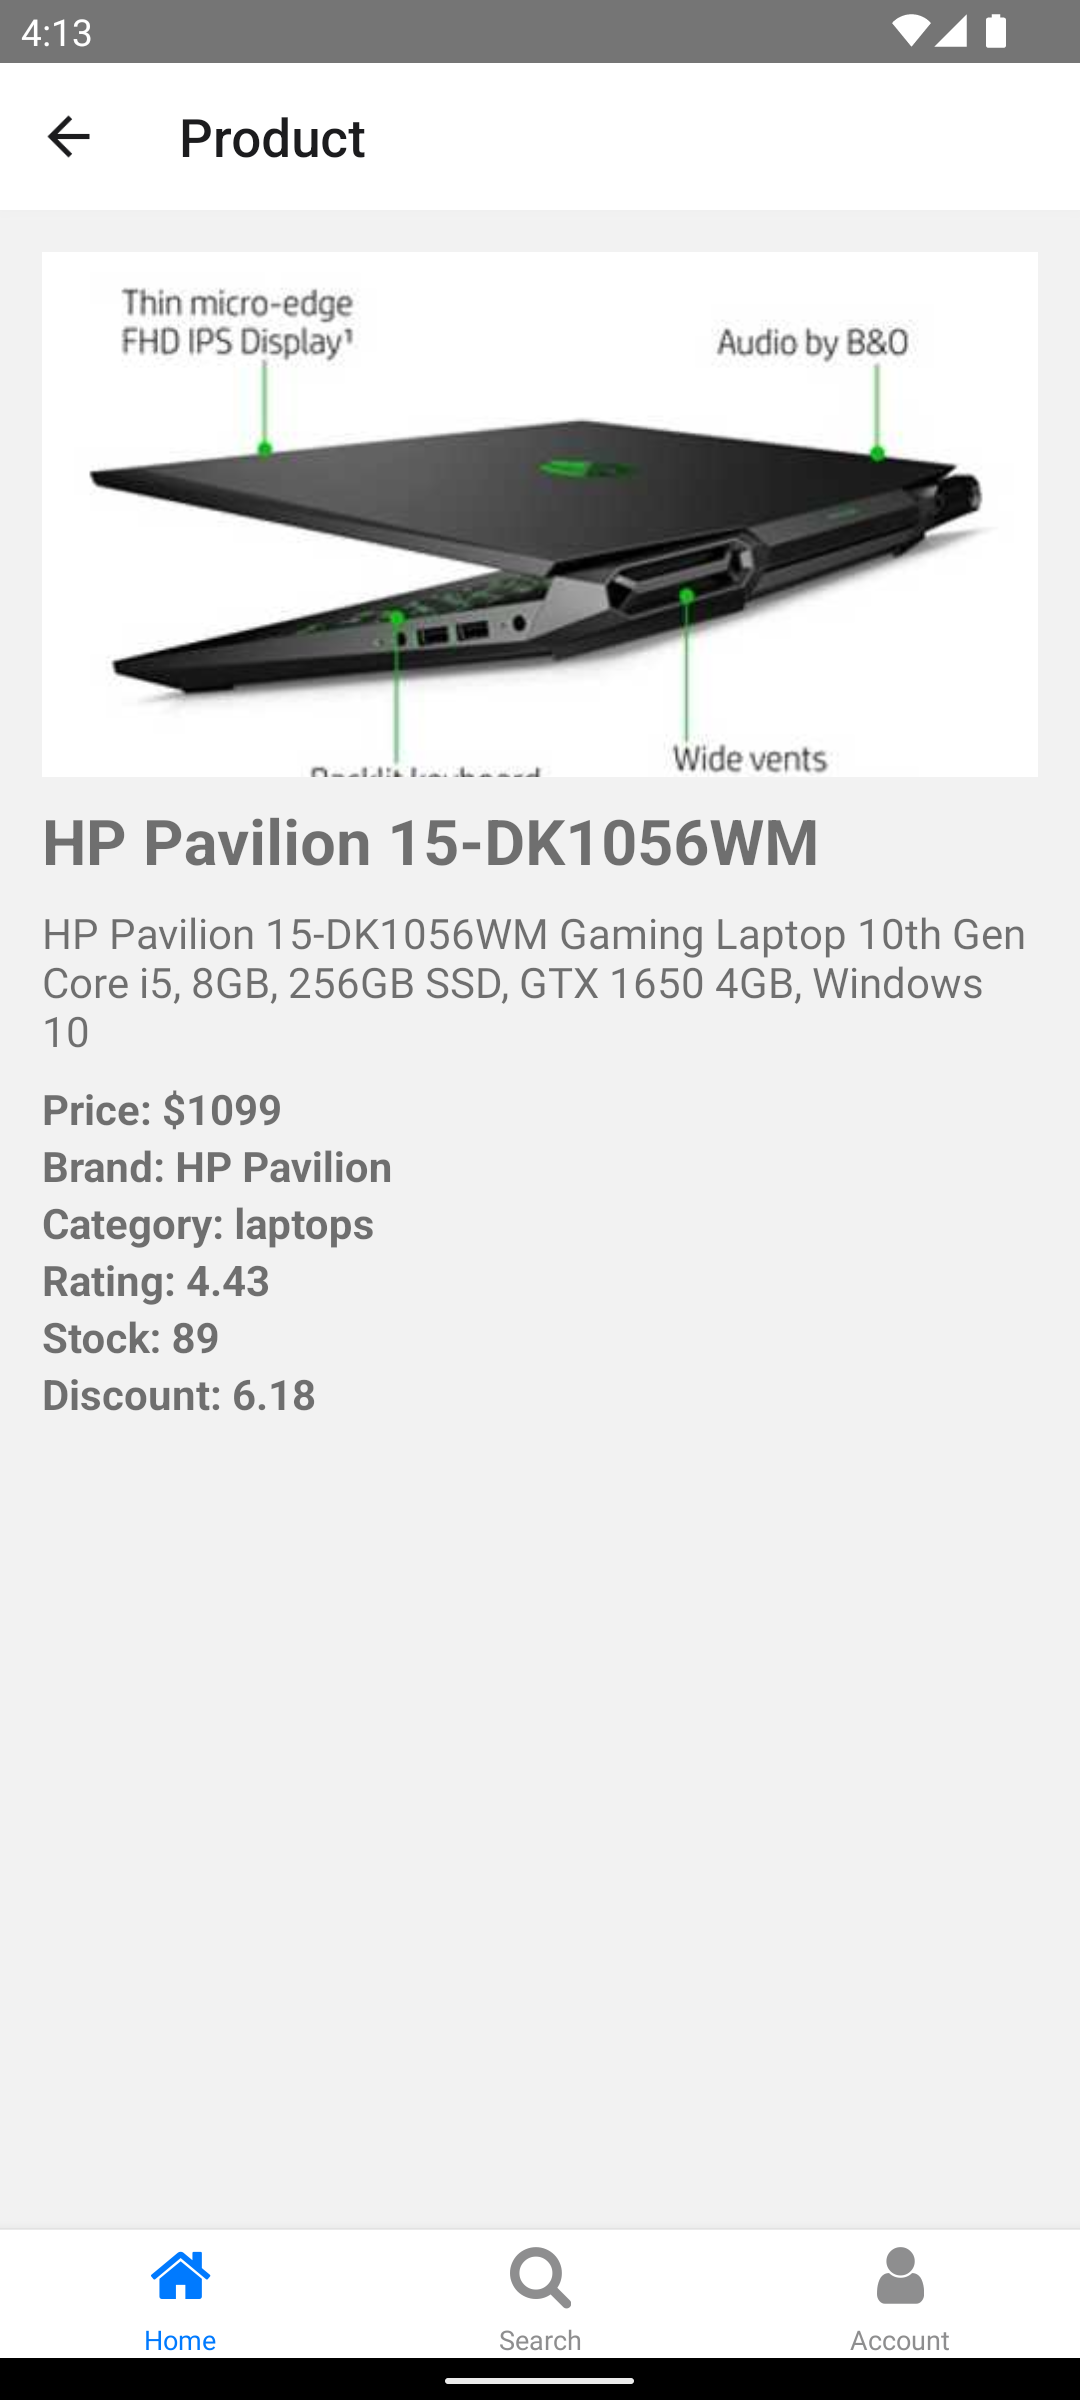 4:13
Product
Thin micro-edge
FHD IPS Display¹
Audio by B&O
Wide vents
Backlit keyboard
HP Pavilion 15-DK1056WM
HP Pavilion 15-DK1056WM Gaming Laptop 10th Gen
Core i5, 8GB, 256GB SSD, GTX 1650 4GB, Windows
10
Price: $1099
Brand: HP Pavilion
Category: laptops
Rating: 4.43
Stock: 89
Discount: 6.18
Home
Search
Account